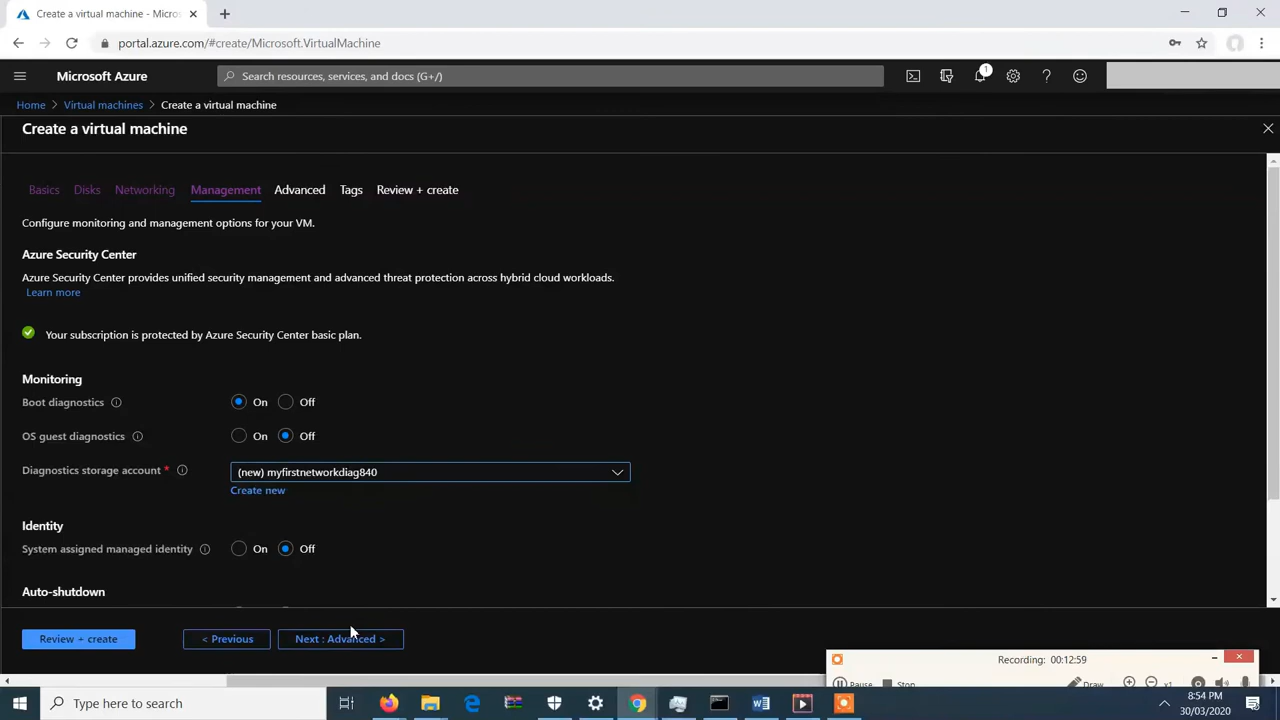 Create a virtual machine - Micros
portal.azure.com/#create/Microsoft.VirtualMachine
Microsoft Azure
Search resources, services, and docs (G+/)
1
Home > Virtual machines > Create a virtual machine
Create a virtual machine
Basics Disks Networking Management Advanced Tags Review + create
Configure monitoring and management options for your VM.
Azure Security Center
Azure Security Center provides unified security management and advanced threat protection across hybrid cloud workloads.
Learn more
Your subscription is protected by Azure Security Center basic plan.
Monitoring
Boot diagnostics On Off
OS guest diagnostics On Off
Diagnostics storage account * (new) myfirstnetworkdiag840
Create new
Identity
System assigned managed identity On Off
Auto-shutdown
Review + create < Previous Next : Advanced >
Recording: 00:12:59
Pause Stop Draw x1
Type here to search
8:54 PM
30/03/2020